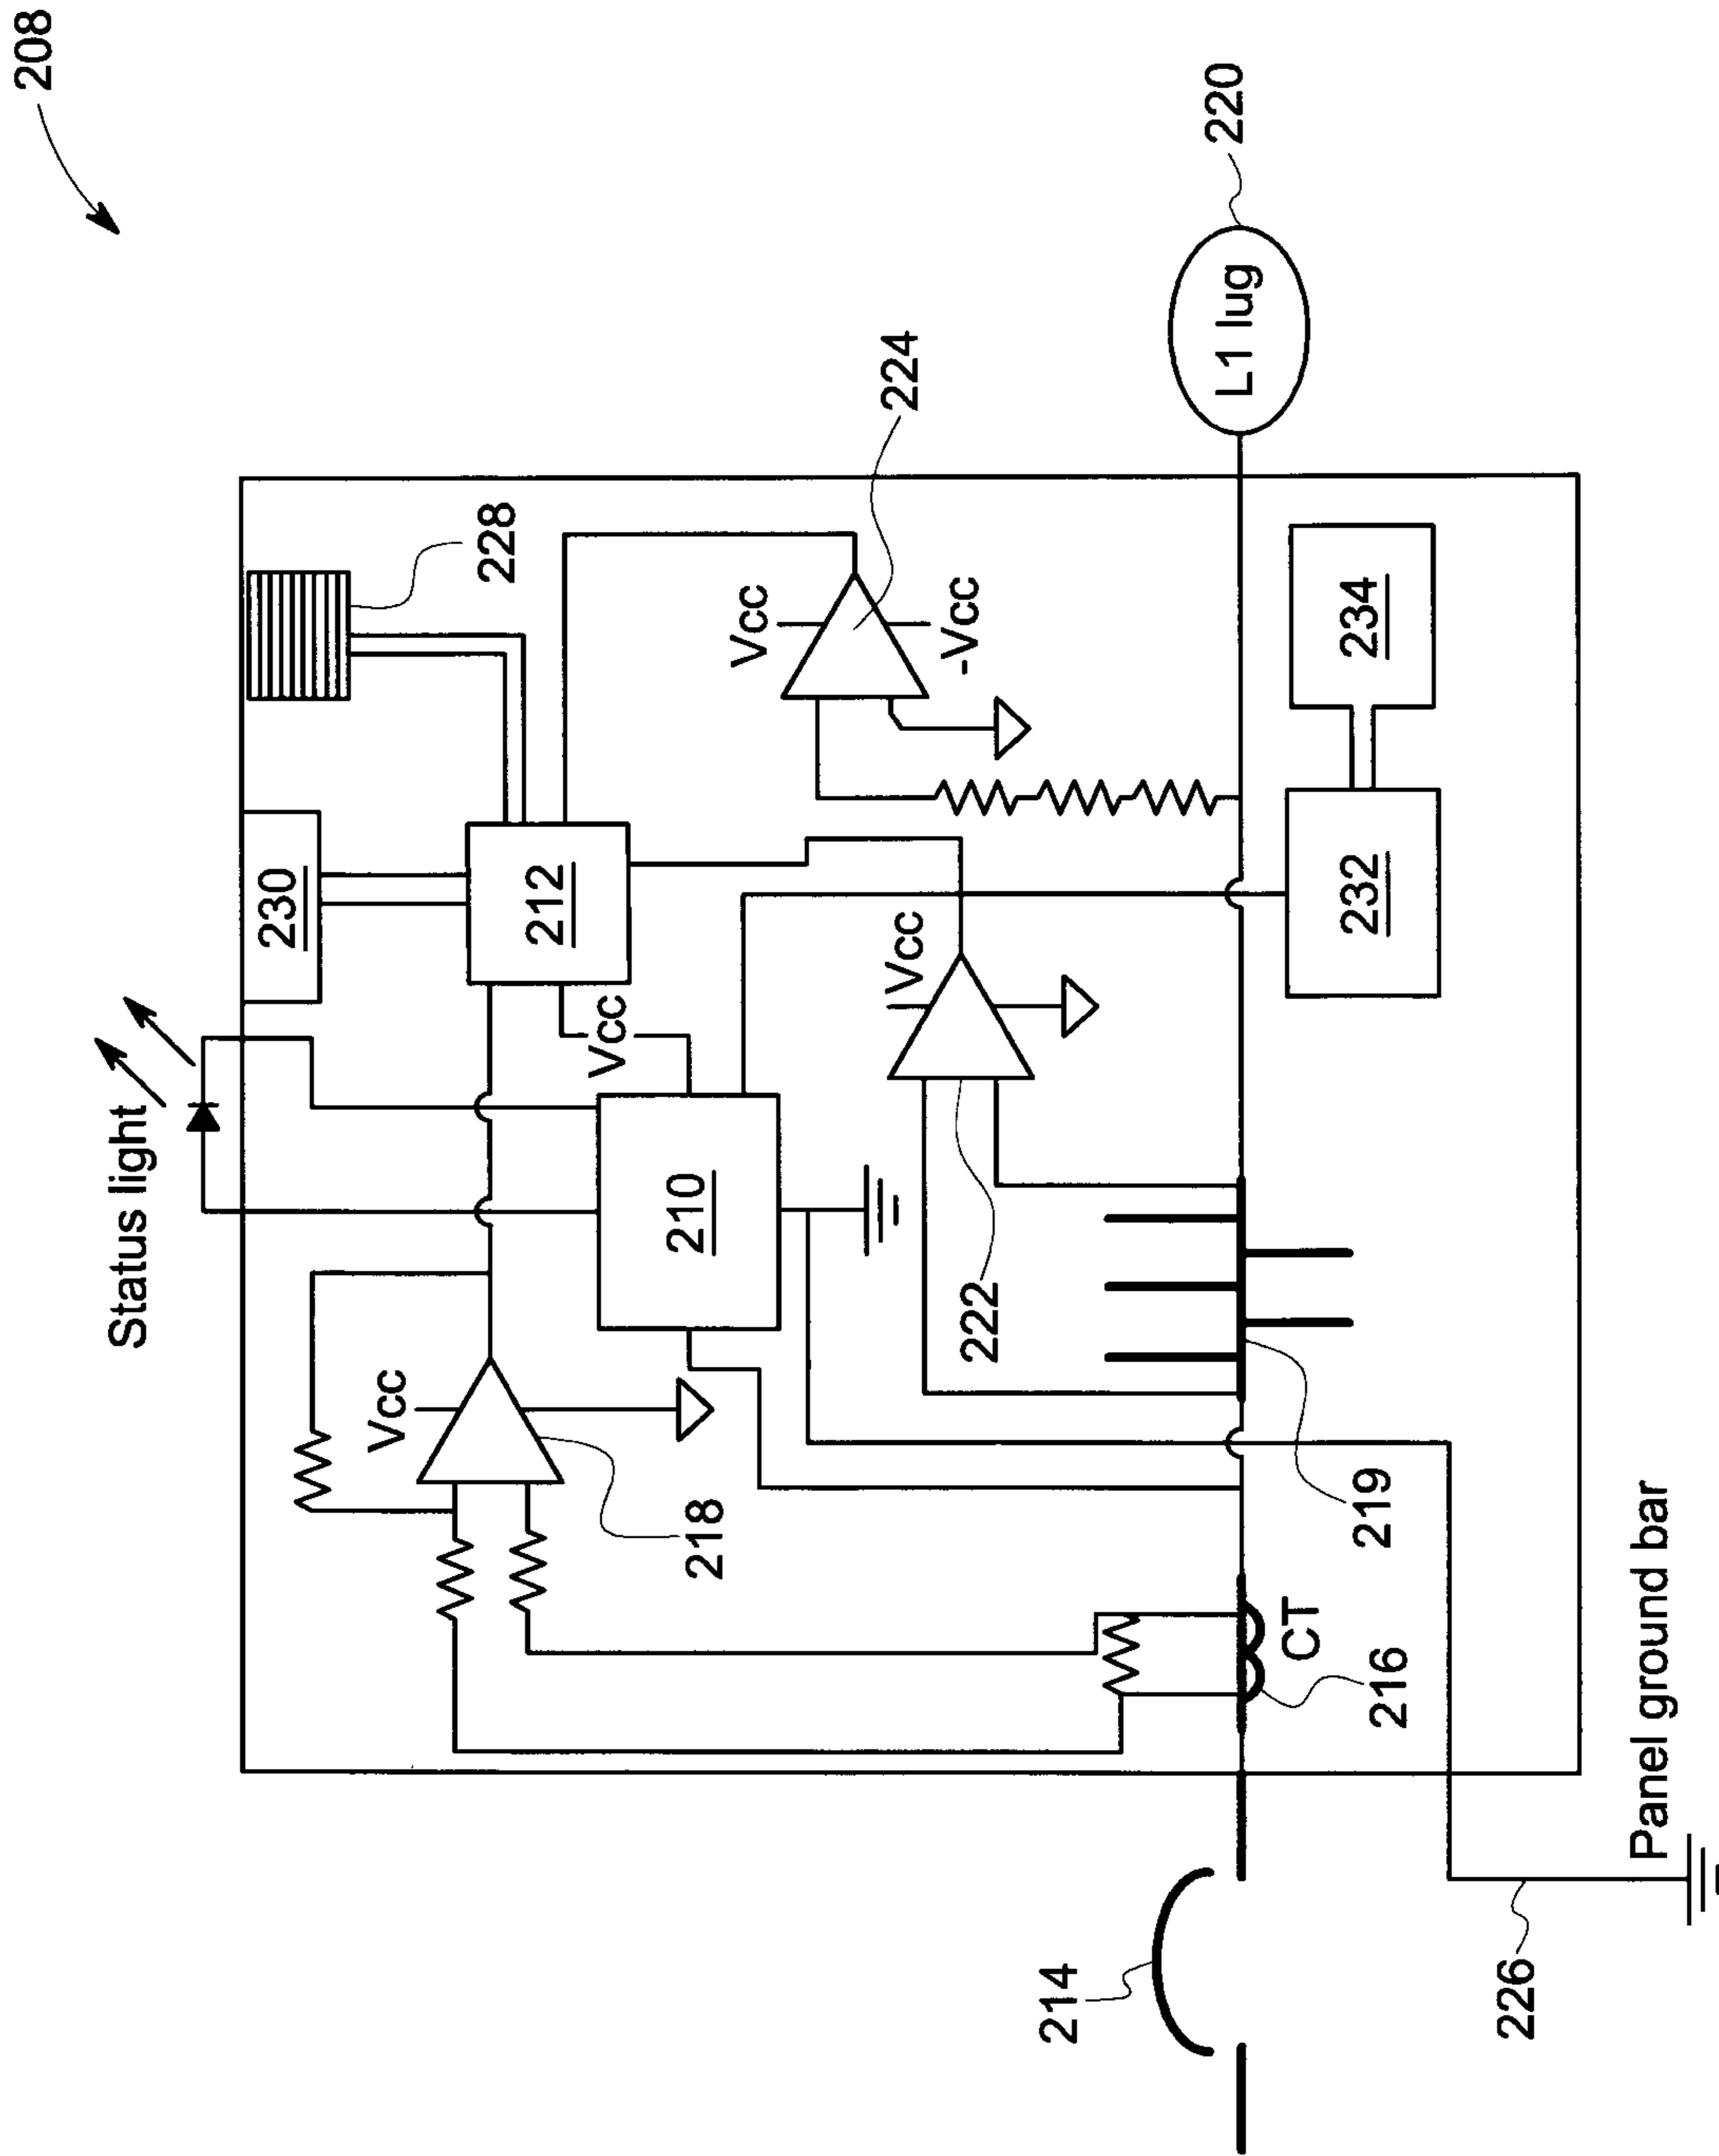 208
Status light
230
228
Vcc
212
Vcc
210
218
Vcc
224
Vcc
-Vcc
222
L1 lug
220
CT
216
219
232
234
214
226
Panel ground bar